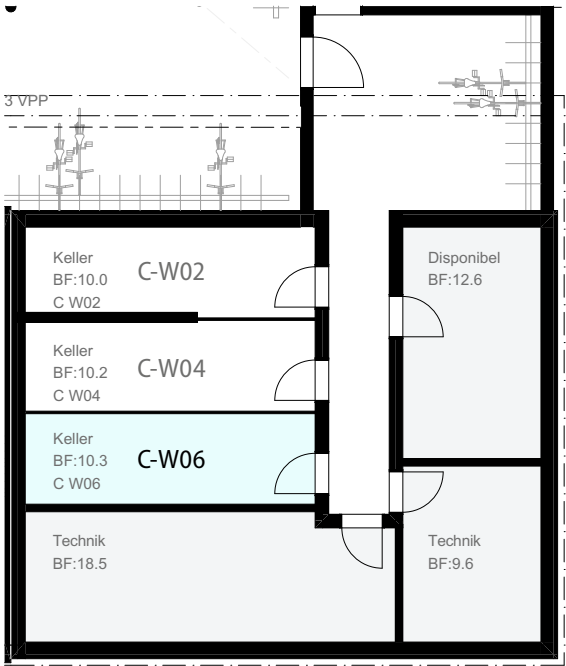 3 VPP
Keller
BF:10.0
C W02
C-W02
Disponibel
BF:12.6
Keller
BF:10.2
C W04
C-W04
Keller
BF:10.3
C W06
C-W06
Technik
BF:18.5
Technik
BF:9.6